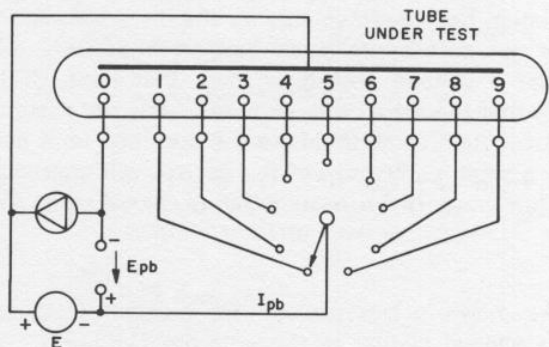 TUBE
UNDER TEST
0 1 2 3 4 5 6 7 8 9
-
Epb
+
Ipb
+ -
E